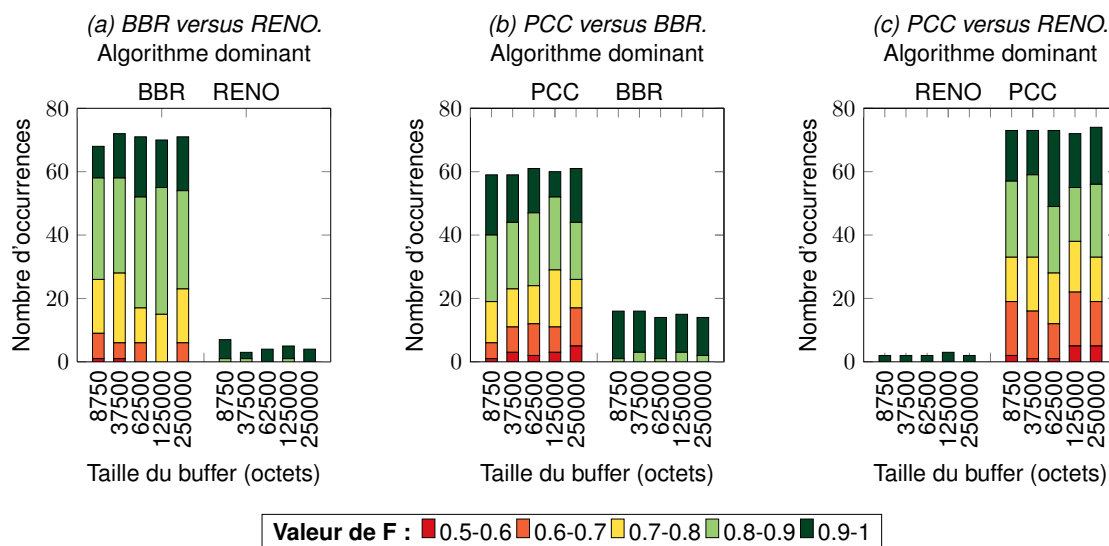 (a) BBR versus RENO.
Algorithme dominant
BBR RENO
Nombre d'occurrences
80
60
40
20
0
8750
37500
62500
125000
250000
8750
37500
62500
125000
250000
Taille du buffer (octets)
(b) PCC versus BBR.
Algorithme dominant
PCC BBR
Nombre d'occurrences
80
60
40
20
0
8750
37500
62500
125000
250000
8750
37500
62500
125000
250000
Taille du buffer (octets)
(c) PCC versus RENO.
Algorithme dominant
RENO PCC
Nombre d'occurrences
80
60
40
20
0
8750
37500
62500
125000
250000
8750
37500
62500
125000
250000
Taille du buffer (octets)
Valeur de F : 0.5-0.6 0.6-0.7 0.7-0.8 0.8-0.9 0.9-1